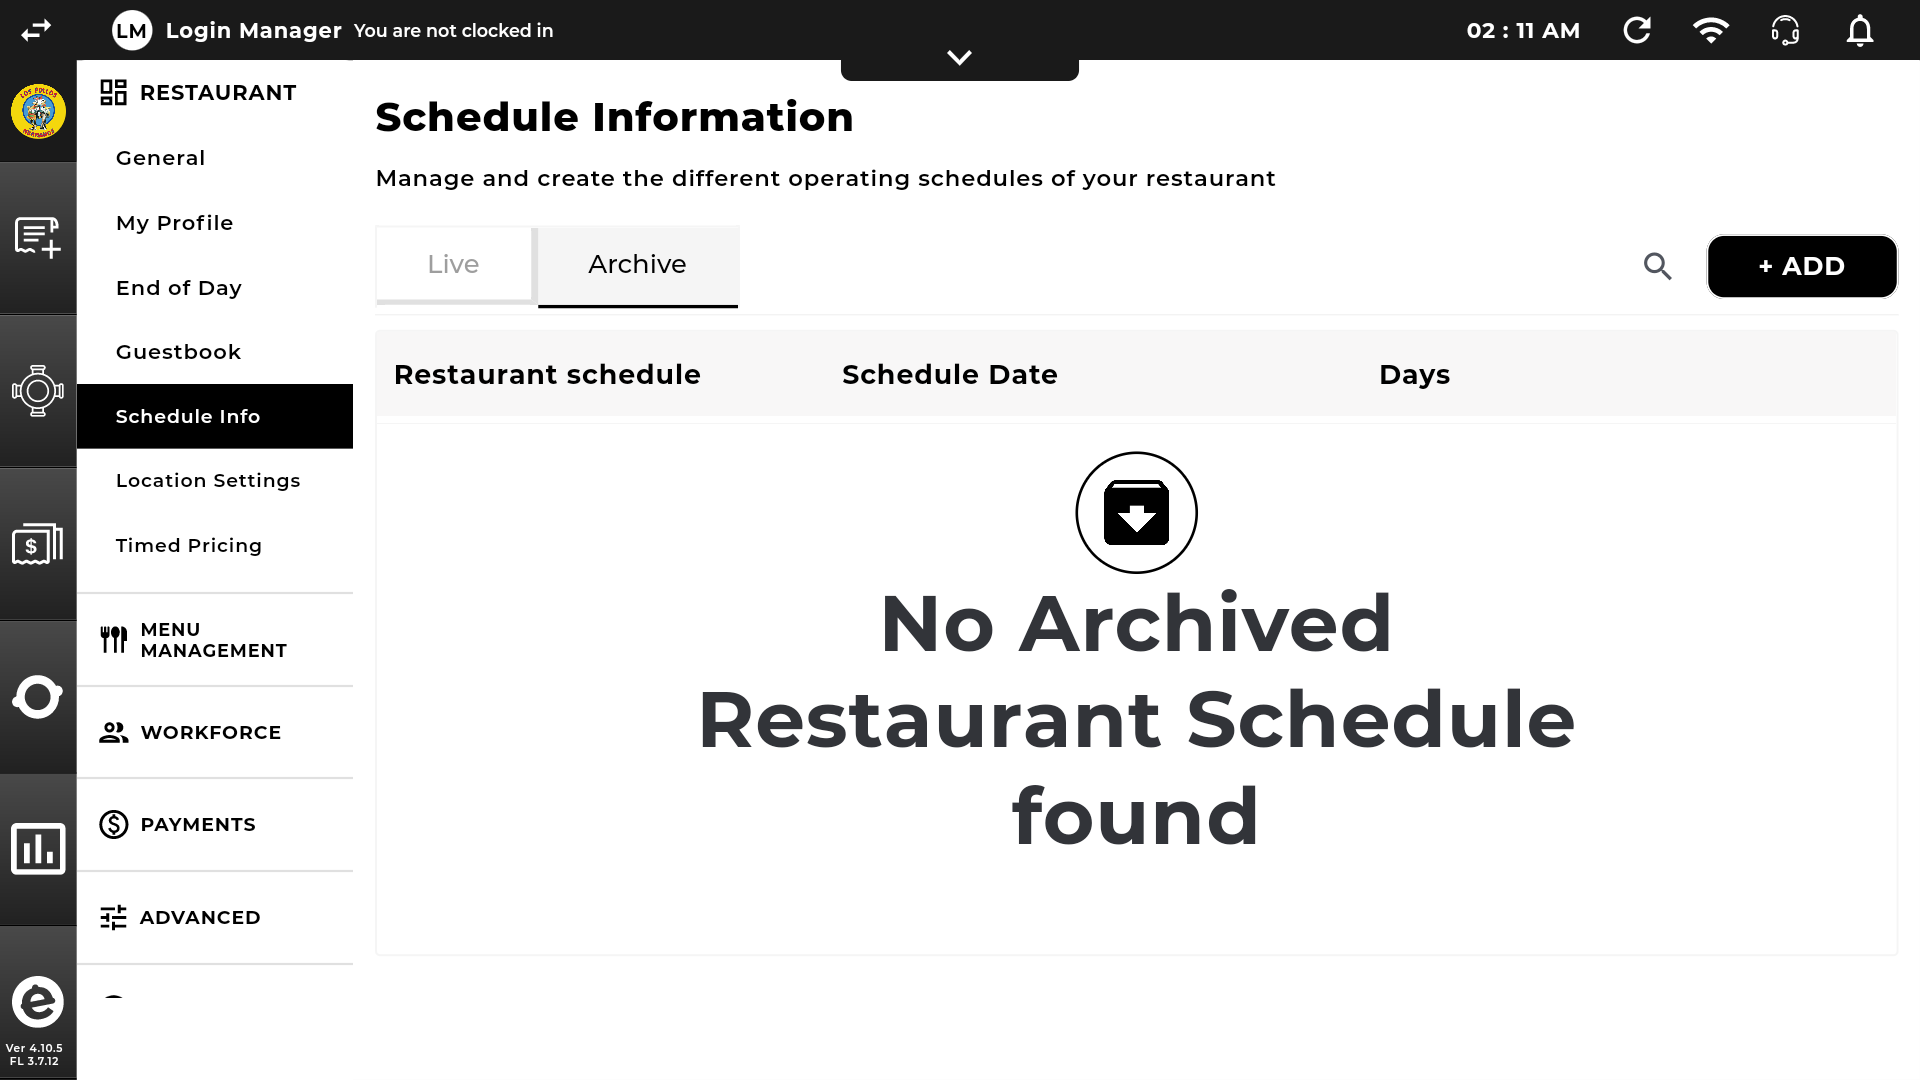 LM Login Manager You are not clocked in 02 : 11 AM
LOS POLLOS
HERMANOS
RESTAURANT
General
My Profile
End of Day
Guestbook
Schedule Info
Location Settings
Timed Pricing
MENU
MANAGEMENT
WORKFORCE
PAYMENTS
ADVANCED
Ver 4.10.5
FL 3.7.12
Schedule Information
Manage and create the different operating schedules of your restaurant
Live Archive + ADD
Restaurant schedule Schedule Date Days
No Archived
Restaurant Schedule
found